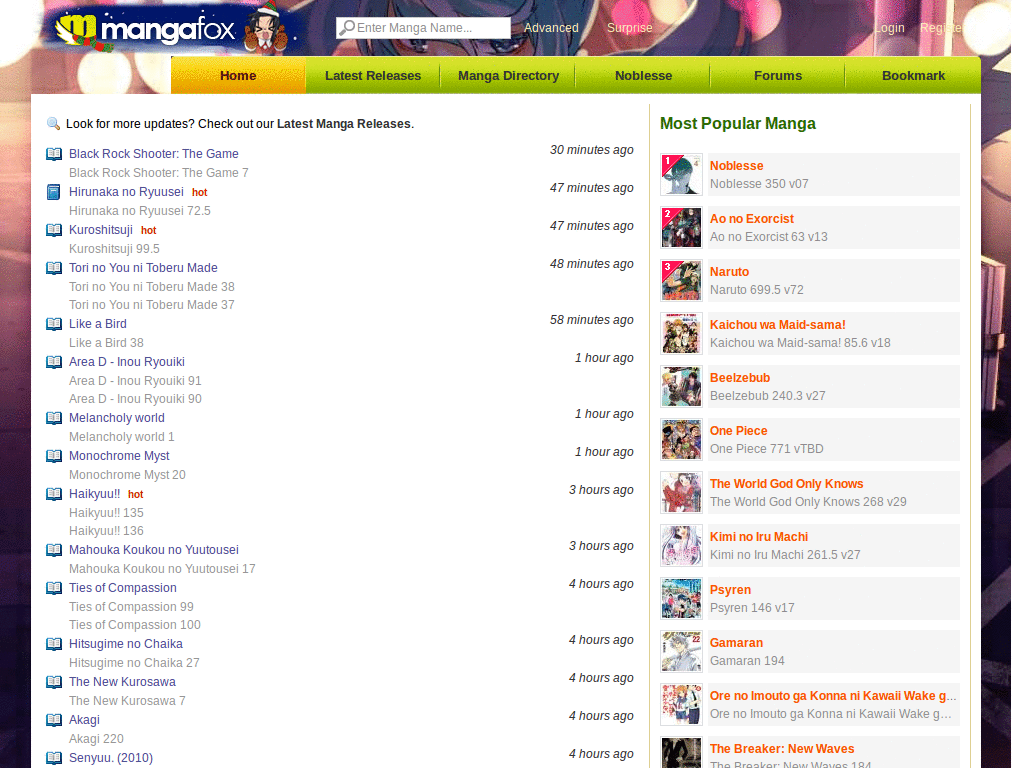 mangafox
Enter Manga Name...
Advanced
Surprise
Login
Register
Home
Latest Releases
Manga Directory
Noblesse
Forums
Bookmark
Look for more updates? Check out our Latest Manga Releases.
Black Rock Shooter: The Game 30 minutes ago
Black Rock Shooter: The Game 7
Hirunaka no Ryuusei hot 47 minutes ago
Hirunaka no Ryuusei 72.5
Kuroshitsuji hot 47 minutes ago
Kuroshitsuji 99.5
Tori no You ni Toberu Made 48 minutes ago
Tori no You ni Toberu Made 38
Tori no You ni Toberu Made 37
Like a Bird 58 minutes ago
Like a Bird 38
Area D - Inou Ryouiki 1 hour ago
Area D - Inou Ryouiki 91
Area D - Inou Ryouiki 90
Melancholy world 1 hour ago
Melancholy world 1
Monochrome Myst 1 hour ago
Monochrome Myst 20
Haikyuu!! hot 3 hours ago
Haikyuu!! 135
Haikyuu!! 136
Mahouka Koukou no Yuutousei 3 hours ago
Mahouka Koukou no Yuutousei 17
Ties of Compassion 4 hours ago
Ties of Compassion 99
Ties of Compassion 100
Hitsugime no Chaika 4 hours ago
Hitsugime no Chaika 27
The New Kurosawa 4 hours ago
The New Kurosawa 7
Akagi 4 hours ago
Akagi 220
Senyuu. (2010) 4 hours ago
Most Popular Manga
1
Noblesse
Noblesse 350 v07
2
Ao no Exorcist
Ao no Exorcist 63 v13
3
Naruto
Naruto 699.5 v72
Kaichou wa Maid-sama!
Kaichou wa Maid-sama! 85.6 v18
Beelzebub
Beelzebub 240.3 v27
One Piece
One Piece 771 vTBD
The World God Only Knows
The World God Only Knows 268 v29
Kimi no Iru Machi
Kimi no Iru Machi 261.5 v27
Psyren
Psyren 146 v17
Gamaran
Gamaran 194
Ore no Imouto ga Konna ni Kawaii Wake g...
Ore no Imouto ga Konna ni Kawaii Wake g...
The Breaker: New Waves
The Breaker: New Waves 184